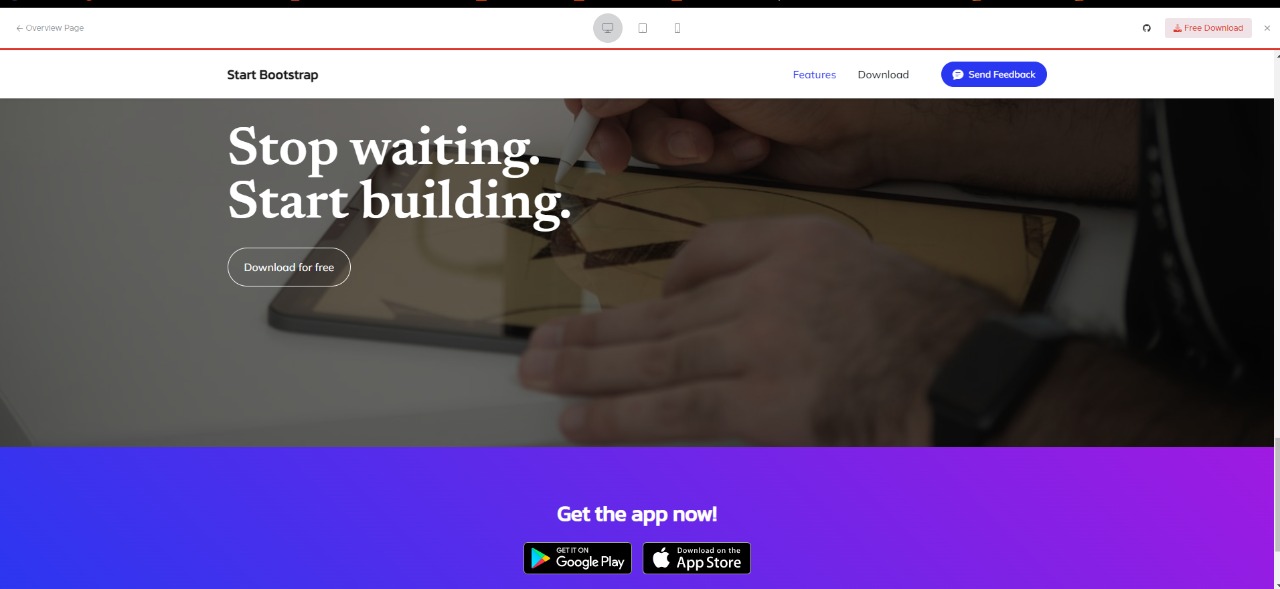 ← Overview Page
Free Download
Start Bootstrap
Features
Download
Send Feedback
Stop waiting.
Start building.
Download for free
Get the app now!
GET IT ON
Google Play
Download on the
App Store